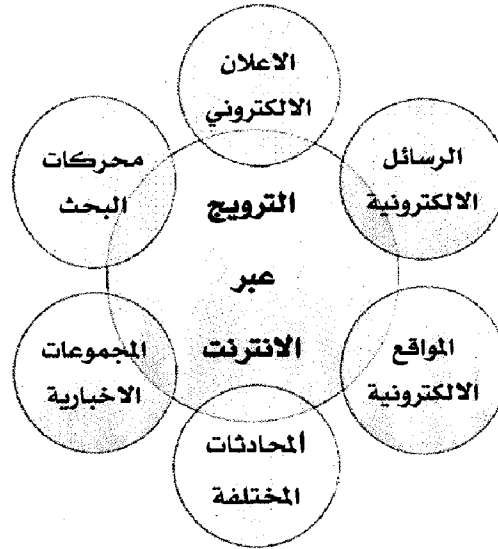 الاعلان
الالكتروني
الرسائل
الالكترونية
محركات
البحث
الترويج
عبر
الانترنت
المواقع
الالكترونية
المجموعات
الاخبارية
المحادثات
المختلفة